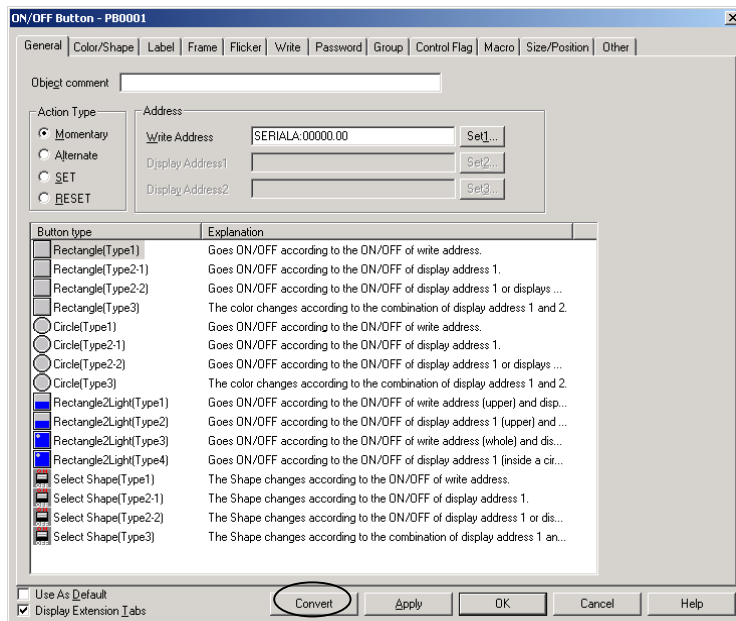 ON/OFF Button - PB0001
General Color/Shape Label Frame Flicker Write Password Group Control Flag Macro Size/Position Other
Object comment
Action Type
Address
Momentary
Alternate
SET
RESET
Write Address SERIALA:00000.00 Set1...
Display Address1 Set2...
Display Address2 Set3...
Button type Explanation
Rectangle(Type1) Goes ON/OFF according to the ON/OFF of write address.
Rectangle(Type2-1) Goes ON/OFF according to the ON/OFF of display address 1.
Rectangle(Type2-2) Goes ON/OFF according to the ON/OFF of display address 1 or displays ...
Rectangle(Type3) The color changes according to the combination of display address 1 and 2.
Circle(Type1) Goes ON/OFF according to the ON/OFF of write address.
Circle(Type2-1) Goes ON/OFF according to the ON/OFF of display address 1.
Circle(Type2-2) Goes ON/OFF according to the ON/OFF of display address 1 or displays ...
Circle(Type3) The color changes according to the combination of display address 1 and 2.
Rectangle2Light(Type1) Goes ON/OFF according to the ON/OFF of write address (upper) and disp...
Rectangle2Light(Type2) Goes ON/OFF according to the ON/OFF of display address 1 (upper) and ...
Rectangle2Light(Type3) Goes ON/OFF according to the ON/OFF of write address (whole) and dis...
Rectangle2Light(Type4) Goes ON/OFF according to the ON/OFF of display address 1 (inside a cir...
Select Shape(Type1) The Shape changes according to the ON/OFF of write address.
Select Shape(Type2-1) The Shape changes according to the ON/OFF of display address 1.
Select Shape(Type2-2) The Shape changes according to the ON/OFF of display address 1 or dis...
Select Shape(Type3) The Shape changes according to the combination of display address 1 an...
Use As Default
Display Extension Tabs
Convert Apply OK Cancel Help